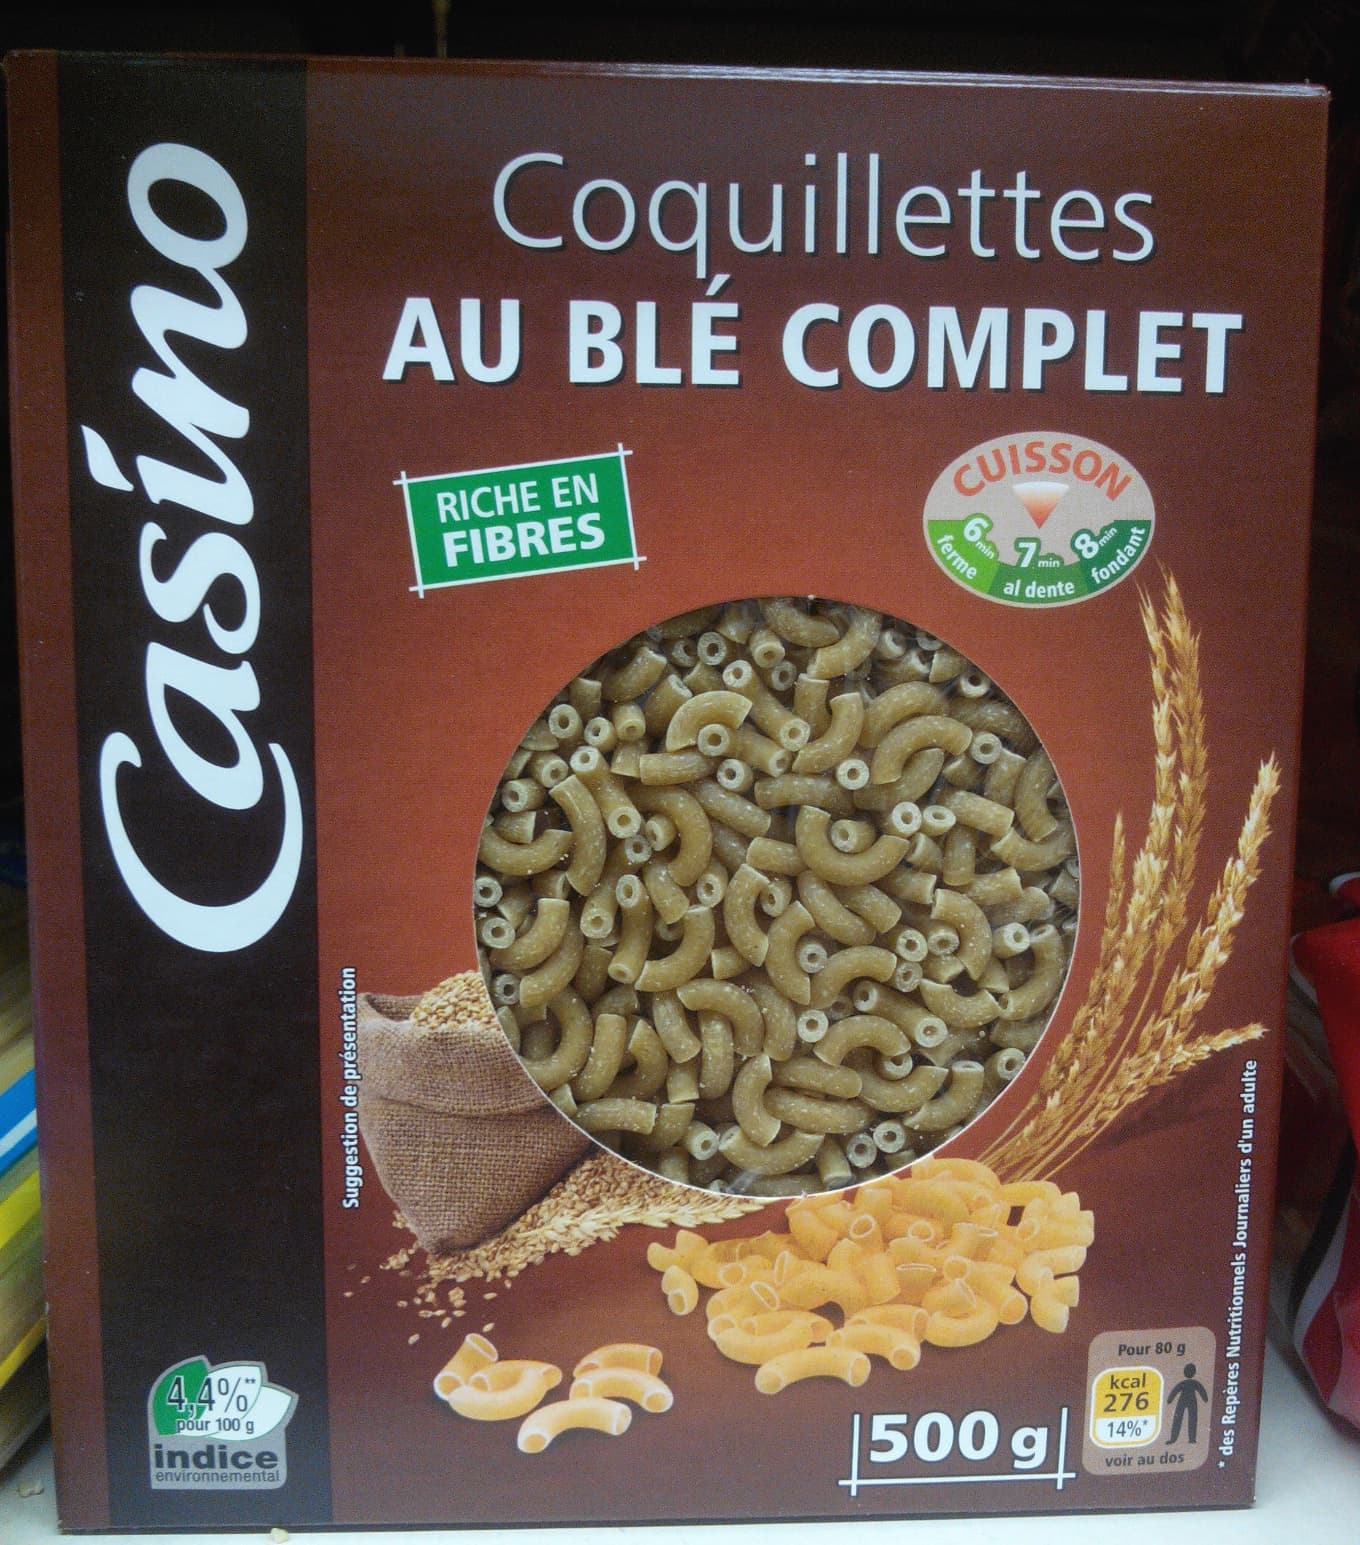 Casino
Coquillettes
AU BLÉ COMPLET
RICHE EN
FIBRES
CUISSON
6 min
ferme
7 min
al dente
8 min
fondant
Suggestion de présentation
4,4%**
pour 100 g
indice
environnemental
500 g
Pour 80 g
kcal
276
14%*
voir au dos
* des Repères Nutritionnels Journaliers d'un adulte